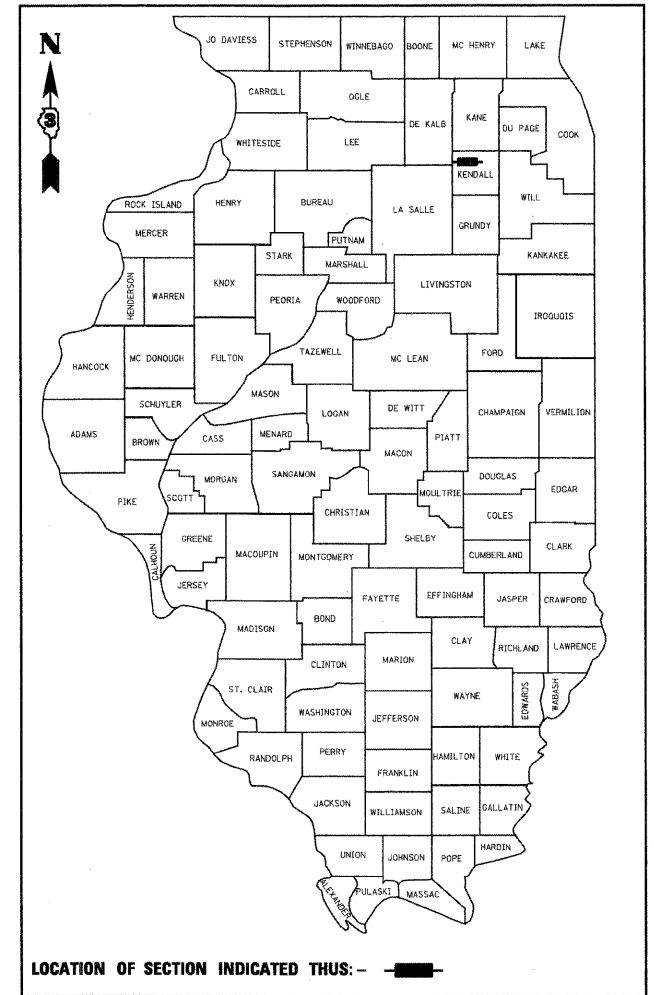 JO DAVIESS STEPHENSON WINNEBAGO BOONE MC HENRY LAKE
N
CARROLL OGLE DE KALB KANE DU PAGE COOK
3
WHITESIDE LEE
KENDALL
ROCK ISLAND HENRY BUREAU LA SALLE WILL
MERCER PUTNAM GRUNDY
STARK MARSHALL KANKAKEE
HENDERSON WARREN KNOX PEORIA WOODFORD LIVINGSTON IROQUOIS
HANCOCK MC DONOUGH FULTON TAZEWELL MC LEAN FORD
MASON
SCHUYLER LOGAN DE WITT CHAMPAIGN VERMILION
ADAMS BROWN CASS MENARD MACON PIATT
SANGAMON DOUGLAS
MORGAN EDGAR
PIKE SCOTT CHRISTIAN MOULTRIE COLES
GREENE MACOUPIN MONTGOMERY SHELBY CUMBERLAND CLARK
CALHOUN JERSEY
FAYETTE EFFINGHAM JASPER CRAWFORD
MADISON BOND
CLAY RICHLAND LAWRENCE
CLINTON MARION
ST. CLAIR WAYNE EDWARDS WABASH
MONROE WASHINGTON JEFFERSON
RANDOLPH PERRY HAMILTON WHITE
FRANKLIN
JACKSON WILLIAMSON SALINE GALLATIN
UNION JOHNSON POPE HARDIN
ALEXANDER PULASKI MASSAC
LOCATION OF SECTION INDICATED THUS: -